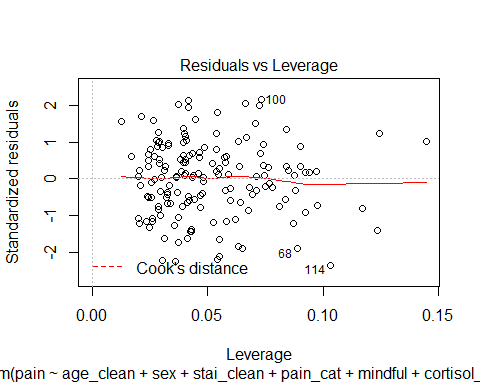 Residuals vs Leverage
Standardized residuals
2
1
0
-1
-2
100
68
114
Cook's distance
0.00
0.05
0.10
0.15
Leverage
m(pain ~ age_clean + sex + stai_clean + pain_cat + mindful + cortisol_